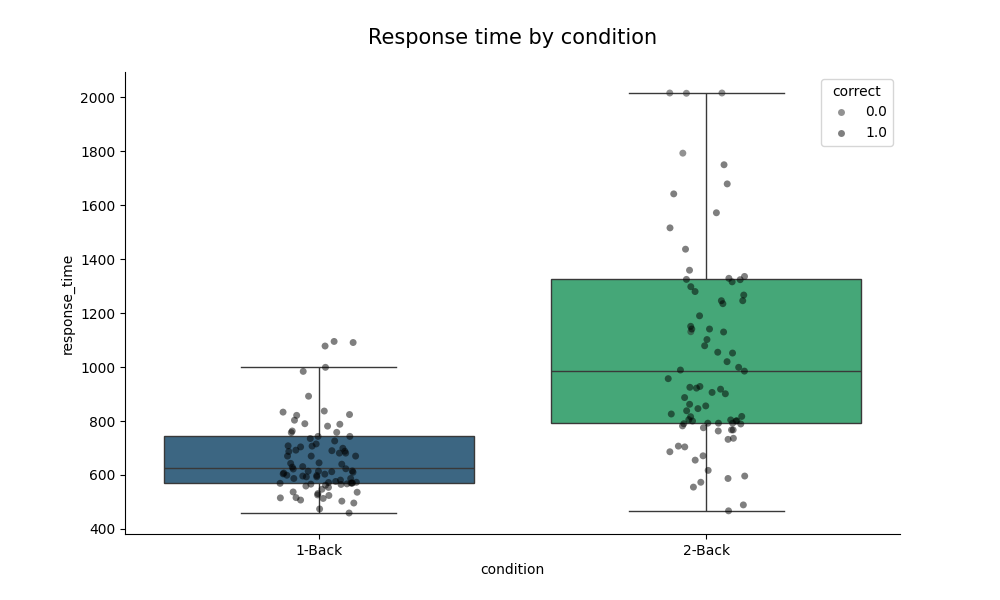 Response time by condition
correct
0.0
1.0
2000
1800
1600
1400
1200
1000
800
600
400
response_time
1-Back
2-Back
condition